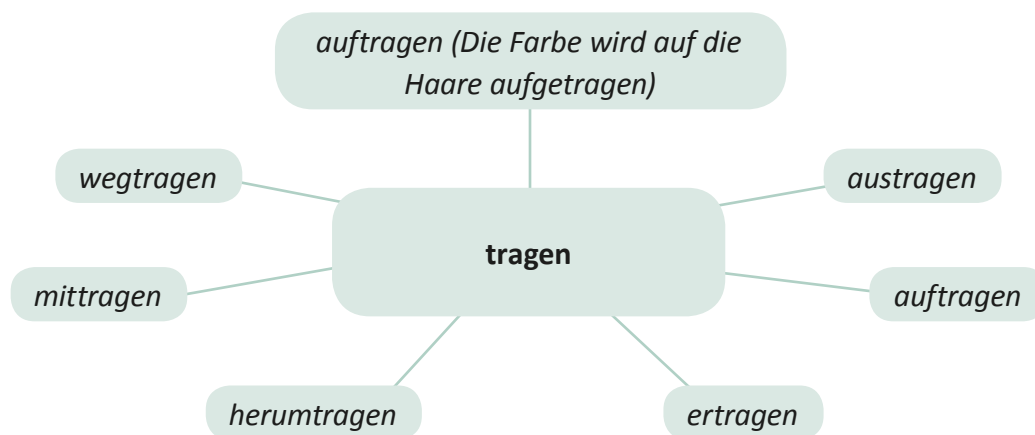 auftragen (Die Farbe wird auf die
Haare aufgetragen)
wegtragen
austragen
tragen
mittragen
auftragen
herumtragen
ertragen